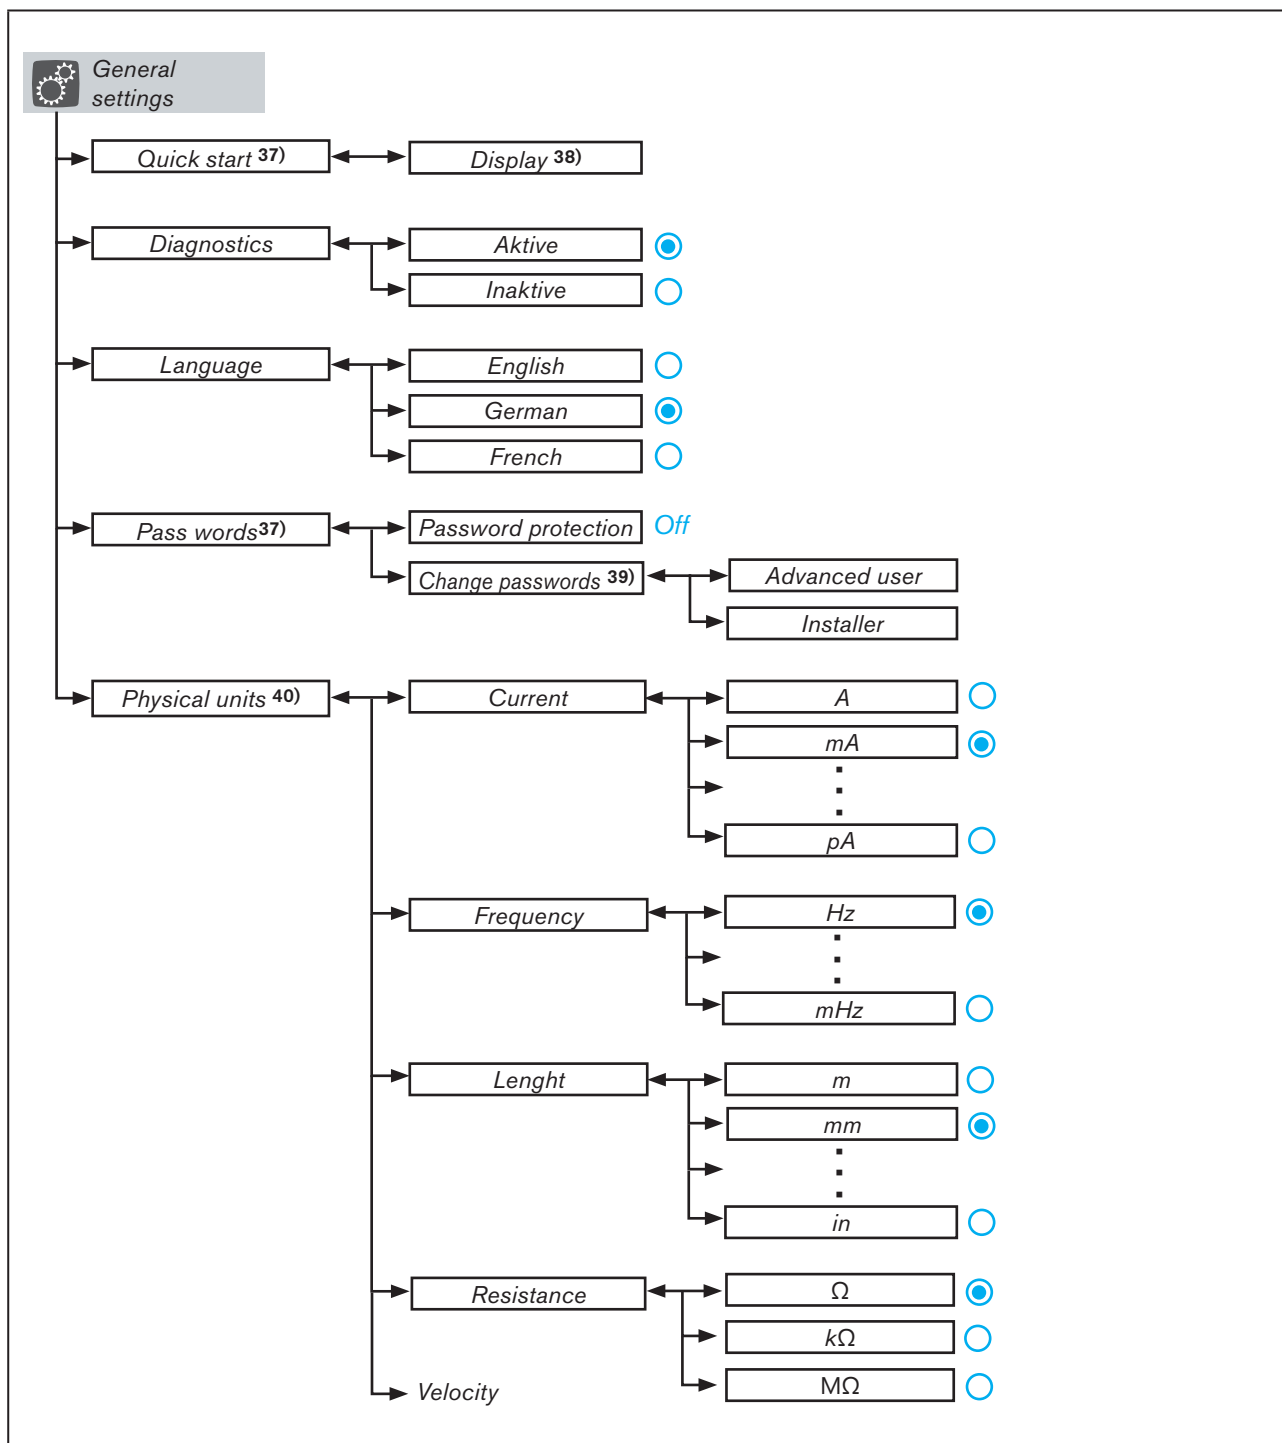 General
settings
Quick start 37)
Display 38)
Diagnostics
Aktive
Inaktive
Language
English
German
French
Pass words37)
Password protection
Off
Change passwords 39)
Advanced user
Installer
Physical units 40)
Current
A
mA
pA
Frequency
Hz
mHz
Lenght
m
mm
in
Resistance
Ω
kΩ
MΩ
Velocity